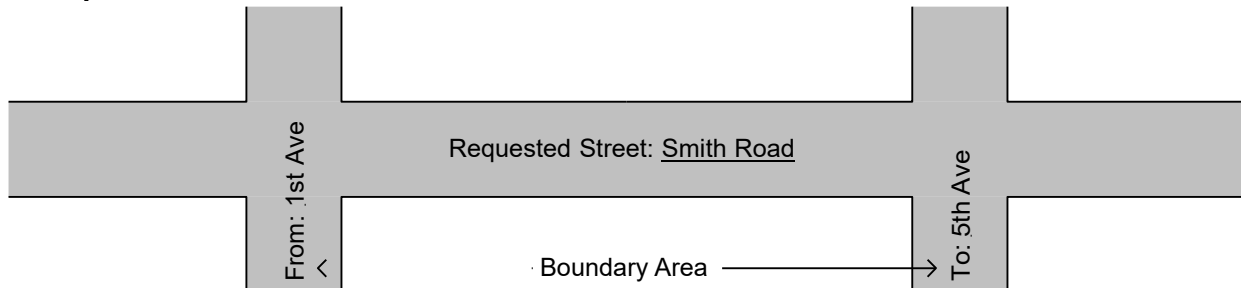 Requested Street: Smith Road
From: 1st Ave
To: 5th Ave
Boundary Area